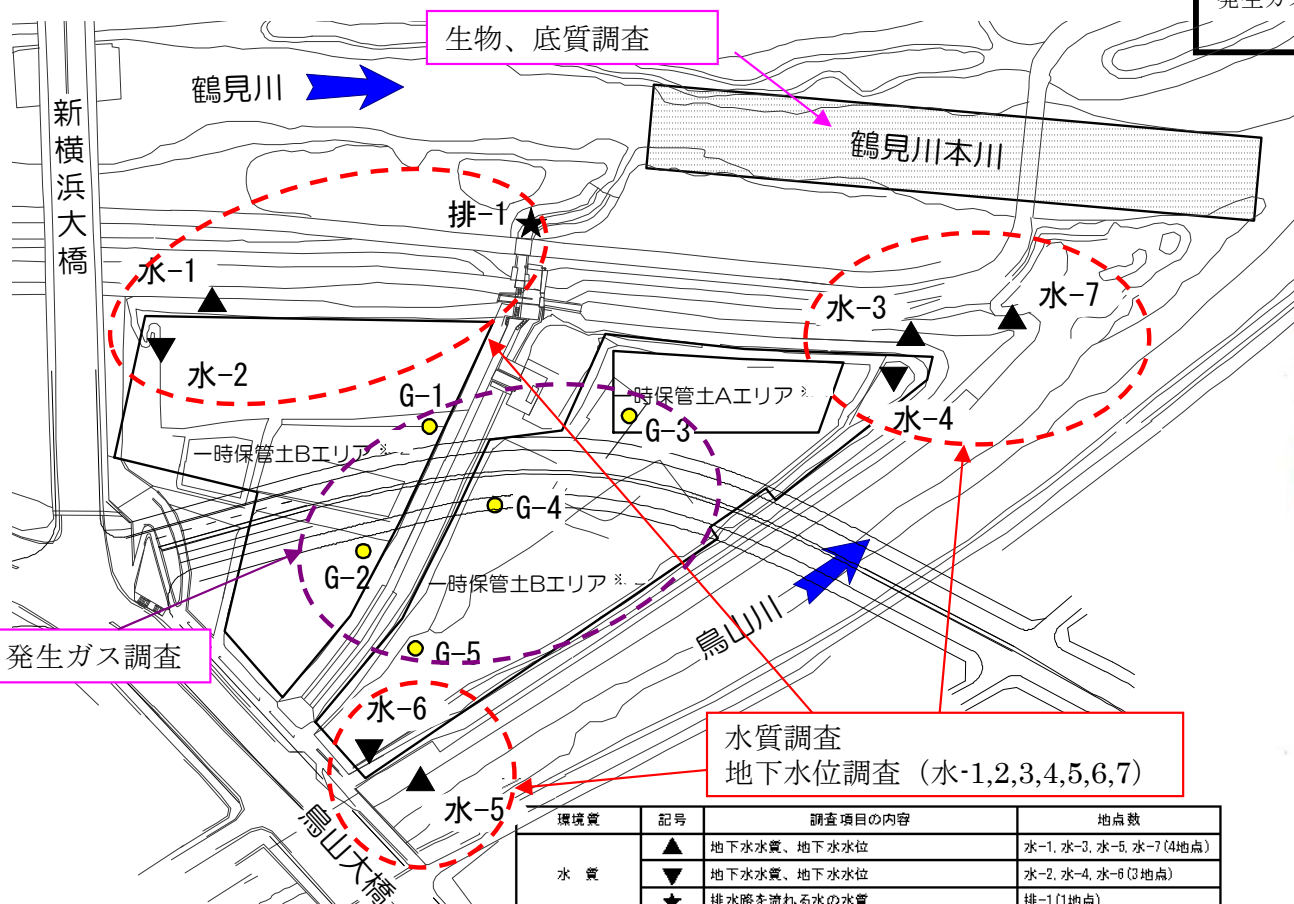 発生ガス
生物、底質調査
鶴見川
新横浜大橋
鶴見川本川
排-1
水-1
水-2
水-3
水-7
水-4
G-1
一時保管土Aエリア※
G-3
一時保管土Bエリア※
G-4
G-2
一時保管土Bエリア※
発生ガス調査
G-5
鳥山川
水-6
水-5
鳥山大橋
水質調査
地下水位調査（水-1,2,3,4,5,6,7）
環境質 記号 調査項目の内容 地点数
水 質 ▲ 地下水水質、地下水水位 水-1, 水-3, 水-5, 水-7(4地点)
▼ 地下水水質、地下水水位 水-2, 水-4, 水-6(3地点)
★ 排水路を流れる水の水質 排-1(1地点)